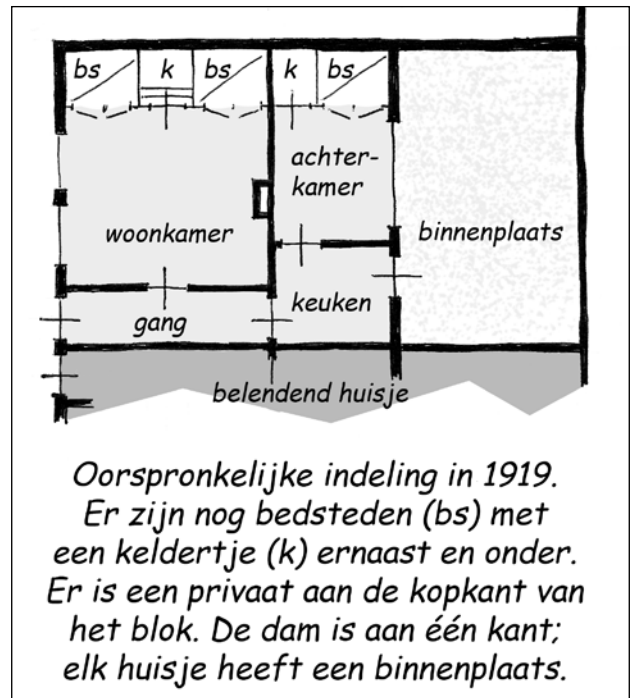 bs k bs k bs
achter-
kamer
woonkamer
binnenplaats
keuken
gang
belendend huisje
Oorspronkelijke indeling in 1919.
Er zijn nog bedsteden (bs) met
een keldertje (k) ernaast en onder.
Er is een privaat aan de kopkant van
het blok. De dam is aan één kant;
elk huisje heeft een binnenplaats.